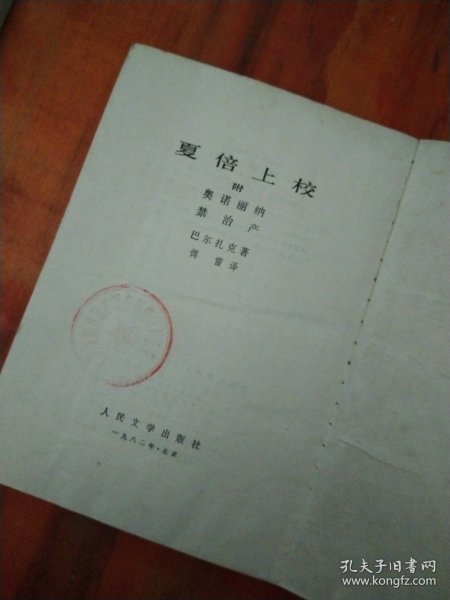 夏倍上校
附
奥诺丽纳
禁治产
巴尔扎克著
傅雷译
人民文学出版社
一九八二年·北京
孔夫子旧书网
www.kongfz.com